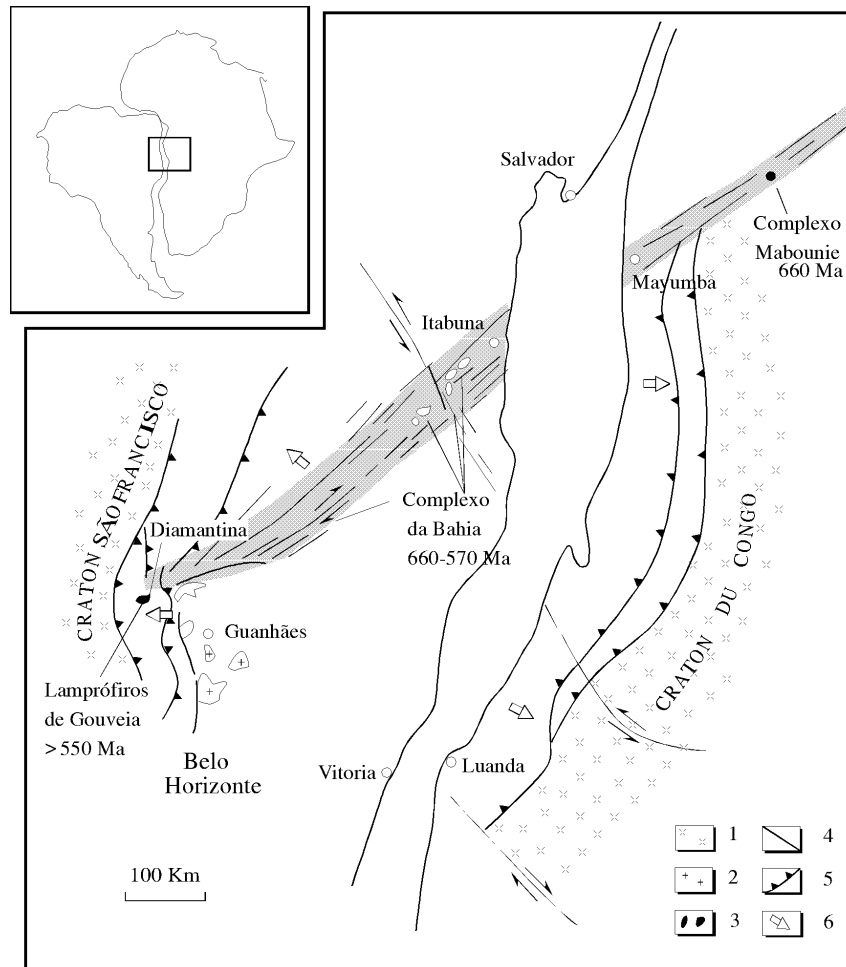 Salvador
Complexo
Mabounie
660 Ma
Mayumba
Itabuna
CRATON SÃO FRANCISCO
Diamantina
Complexo
da Bahia
660-570 Ma
CRATON DU CONGO
Guanhães
Lamprófiros
de Gouveia
>550 Ma
Belo
Horizonte
Vitoria
Luanda
100 Km
1
4
2
5
3
6